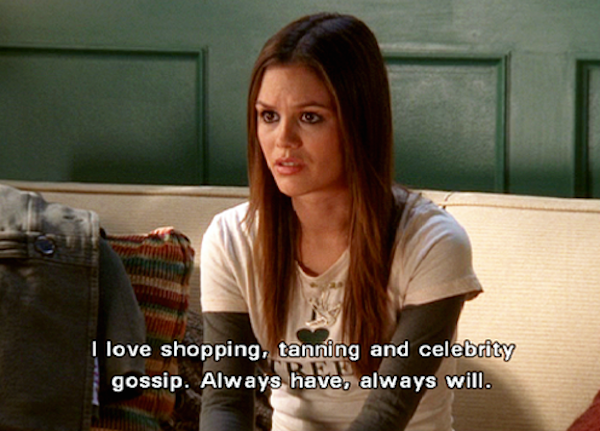 I love shopping, tanning and celebrity
gossip. Always have, always will.